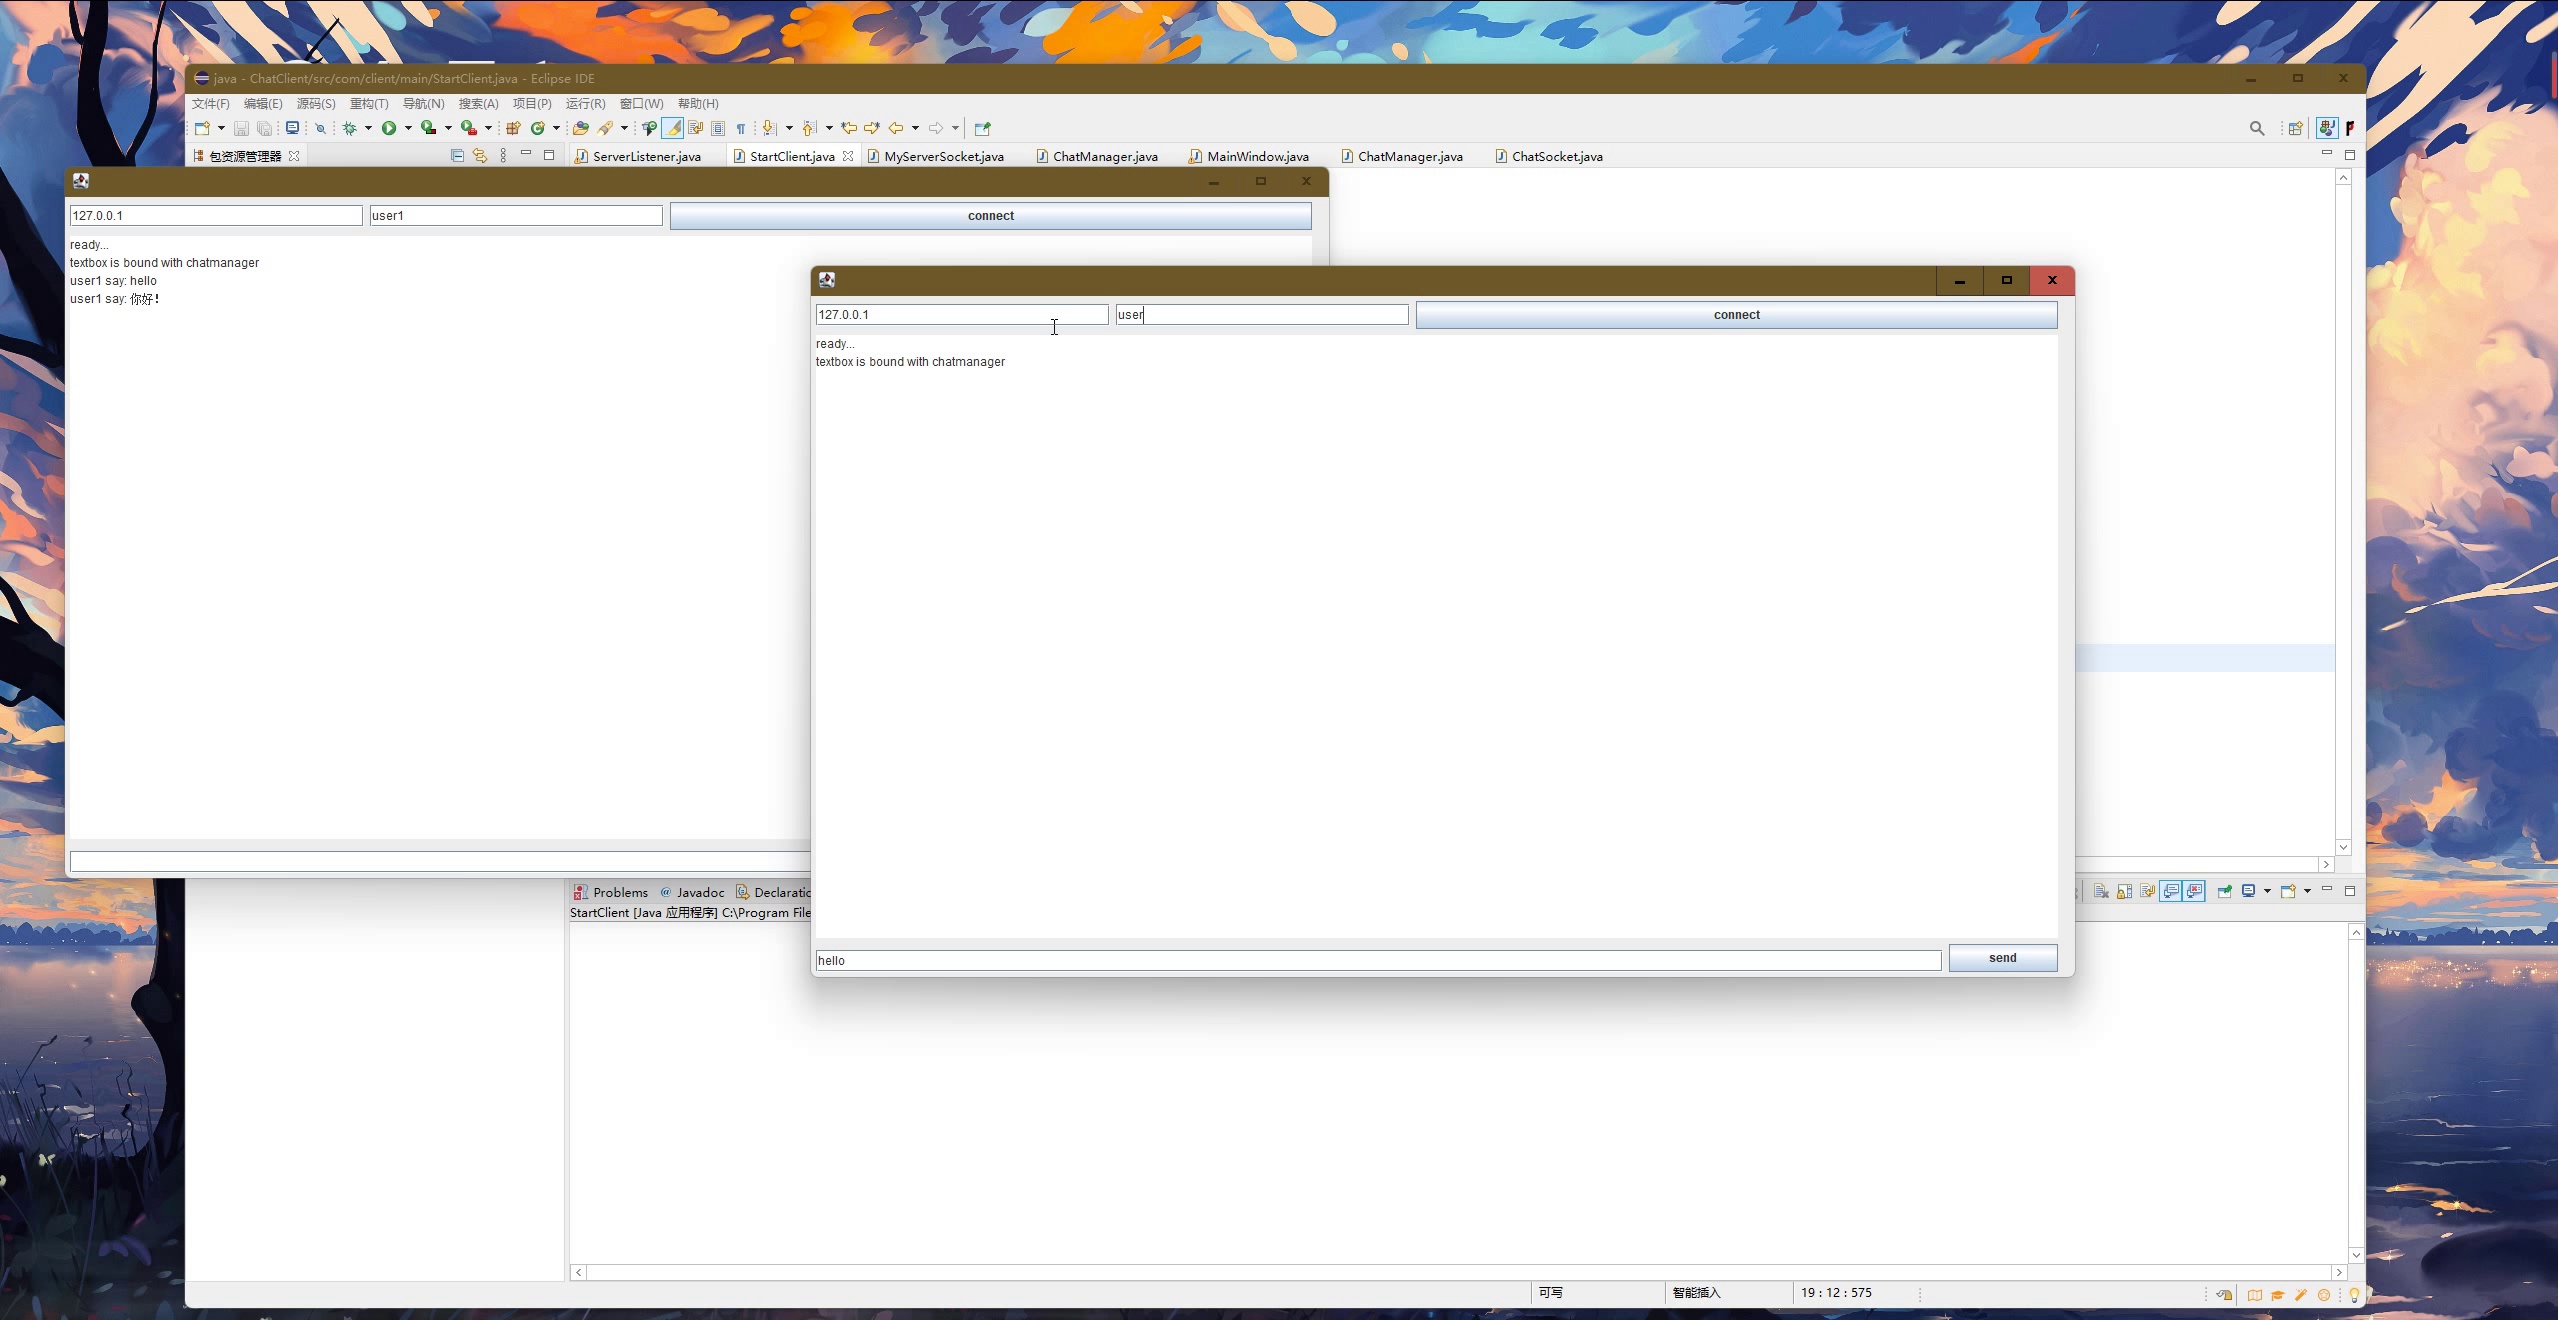 java - ChatClient/src/com/client/main/StartClient.java - Eclipse IDE
文件(F) 编辑(E) 源码(S) 重构(T) 导航(N) 搜索(A) 项目(P) 运行(R) 窗口(W) 帮助(H)
包资源管理器 ServerListener.java StartClient.java MyServerSocket.java ChatManager.java MainWindow.java ChatManager.java ChatSocket.java
127.0.0.1 user1 connect
ready...
textbox is bound with chatmanager
user1 say: hello
user1 say: 你好!
127.0.0.1 user connect
ready...
textbox is bound with chatmanager
hello send
Problems @ Javadoc
StartClient [Java 应用程序]
可写 智能插入 19 : 12 : 575